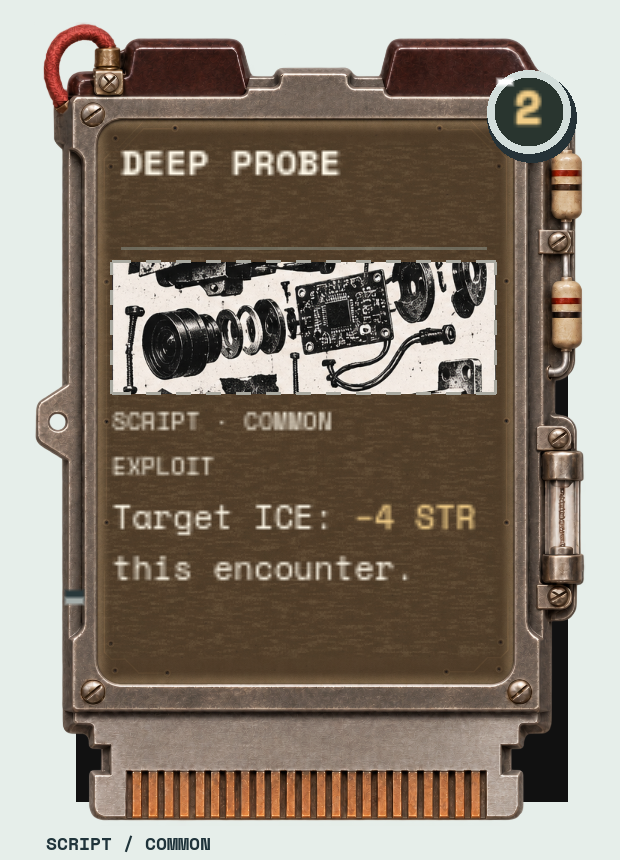 2
DEEP PROBE
SCRIPT · COMMON
EXPLOIT
Target ICE: -4 STR
this encounter.
SCRIPT / COMMON